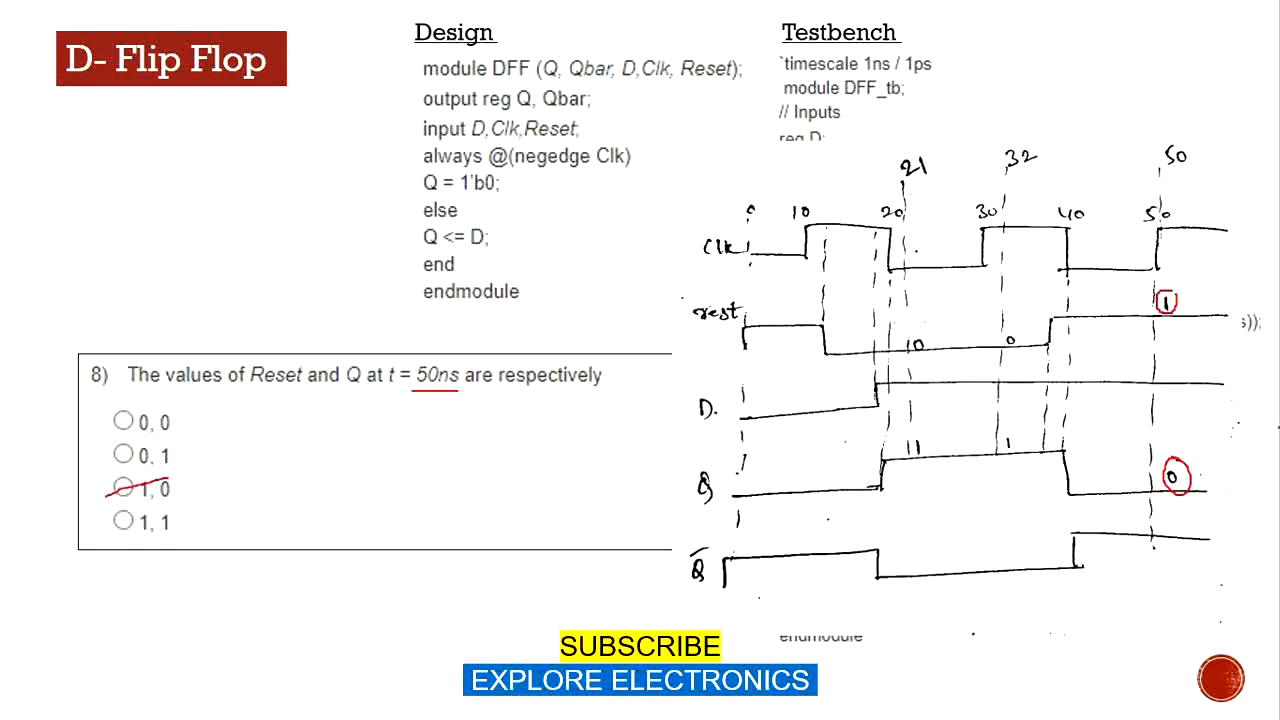 D- Flip Flop
Design
module DFF (Q, Qbar, D,Clk, Reset);
output reg Q, Qbar;
input D,Clk,Reset;
always @(negedge Clk)
Q = 1'b0;
else
Q <= D;
end
endmodule
Testbench
`timescale 1ns / 1ps
module DFF_tb;
// Inputs
reg D;
21 32 50
0 10 20 30 40 50
Clk
rest
1
s));
0 0
D.
1 1
Q
0
Q̅
8) The values of Reset and Q at t = 50ns are respectively
0, 0
0, 1
1, 0
1, 1
endmodule
SUBSCRIBE
EXPLORE ELECTRONICS